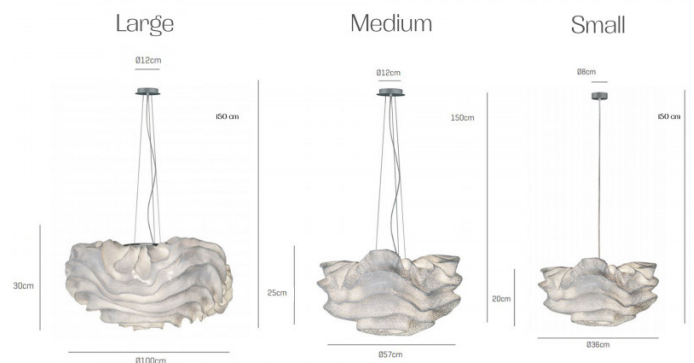 Large
Ø12cm
150 cm
30cm
Ø100cm
Medium
Ø12cm
150cm
25cm
Ø57cm
Small
Ø8cm
150 cm
20cm
Ø36cm